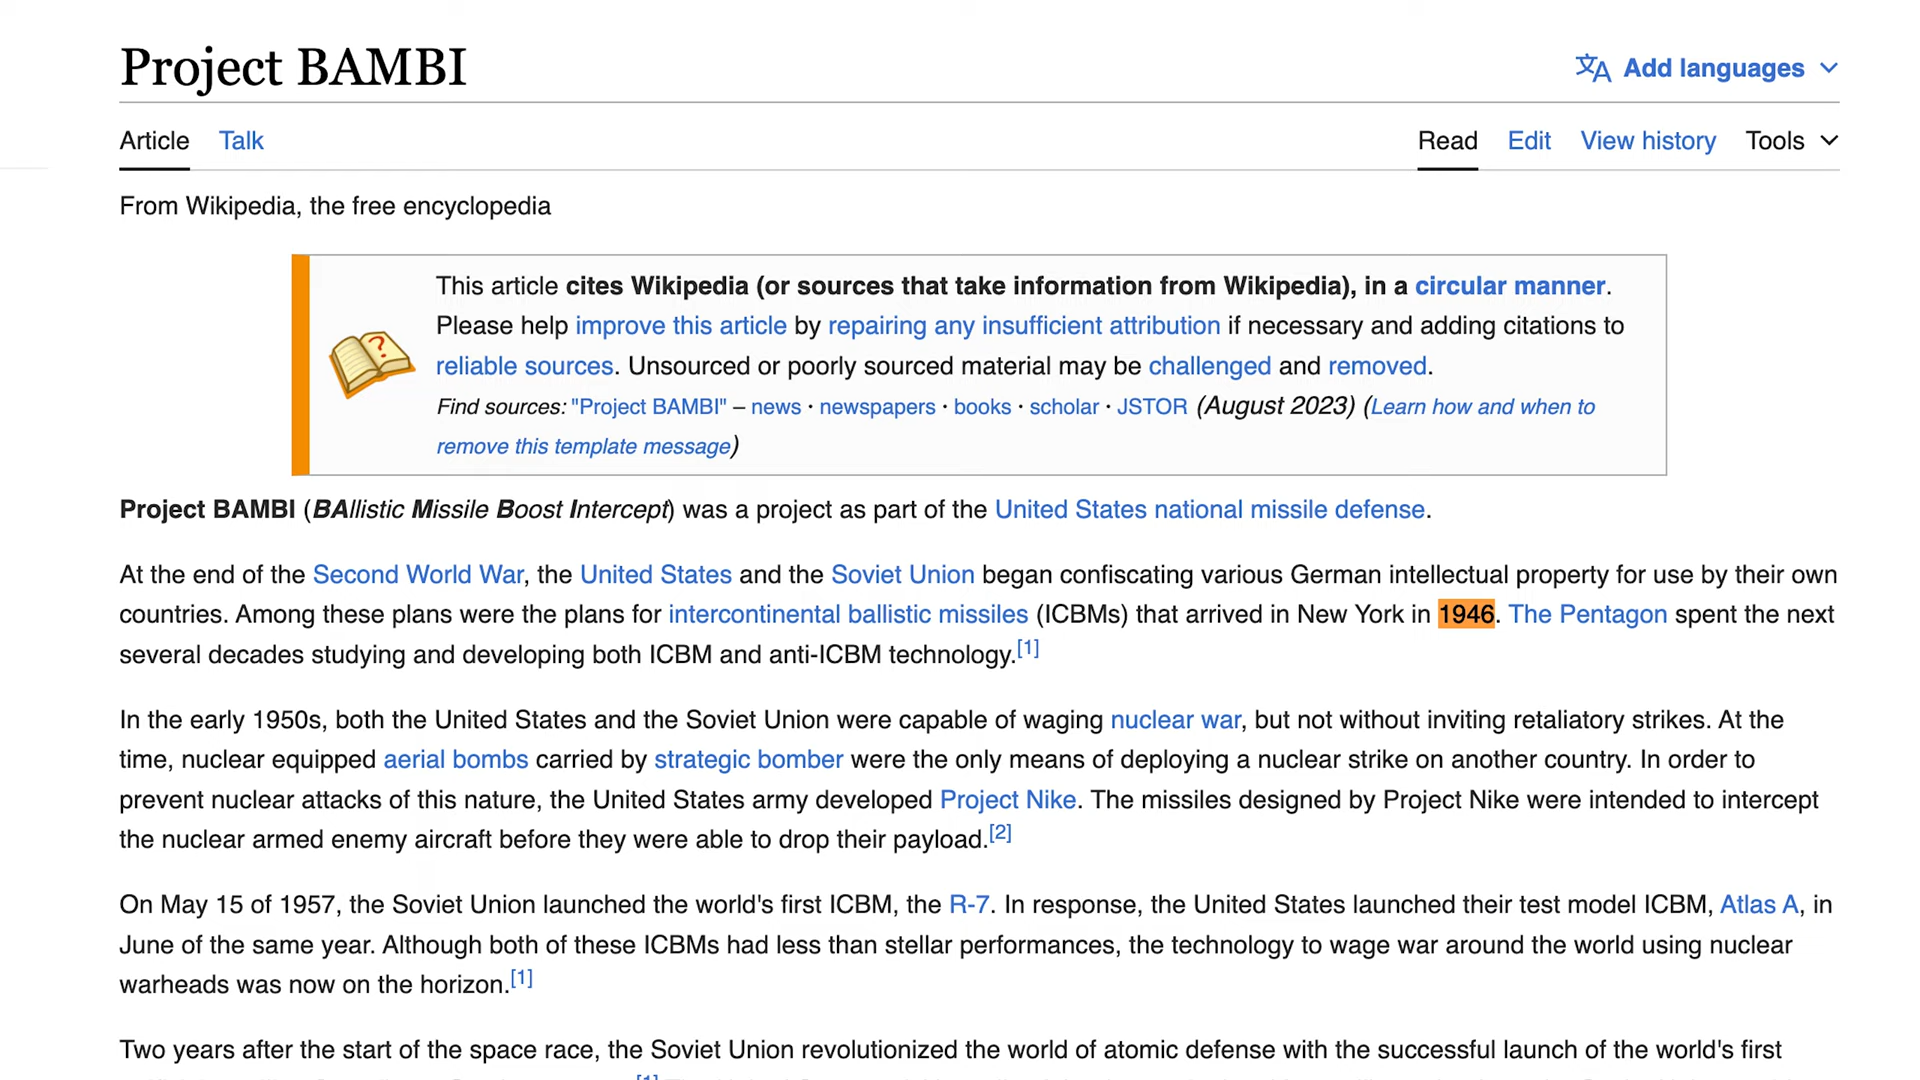 Project BAMBI
Add languages
Article Talk Read Edit View history Tools
From Wikipedia, the free encyclopedia
This article cites Wikipedia (or sources that take information from Wikipedia), in a circular manner.
Please help improve this article by repairing any insufficient attribution if necessary and adding citations to
reliable sources. Unsourced or poorly sourced material may be challenged and removed.
Find sources: "Project BAMBI" – news · newspapers · books · scholar · JSTOR (August 2023) (Learn how and when to
remove this template message)
Project BAMBI (BAllistic Missile Boost Intercept) was a project as part of the United States national missile defense.
At the end of the Second World War, the United States and the Soviet Union began confiscating various German intellectual property for use by their own
countries. Among these plans were the plans for intercontinental ballistic missiles (ICBMs) that arrived in New York in 1946. The Pentagon spent the next
several decades studying and developing both ICBM and anti-ICBM technology.[1]
In the early 1950s, both the United States and the Soviet Union were capable of waging nuclear war, but not without inviting retaliatory strikes. At the
time, nuclear equipped aerial bombs carried by strategic bomber were the only means of deploying a nuclear strike on another country. In order to
prevent nuclear attacks of this nature, the United States army developed Project Nike. The missiles designed by Project Nike were intended to intercept
the nuclear armed enemy aircraft before they were able to drop their payload.[2]
On May 15 of 1957, the Soviet Union launched the world's first ICBM, the R-7. In response, the United States launched their test model ICBM, Atlas A, in
June of the same year. Although both of these ICBMs had less than stellar performances, the technology to wage war around the world using nuclear
warheads was now on the horizon.[1]
Two years after the start of the space race, the Soviet Union revolutionized the world of atomic defense with the successful launch of the world's first